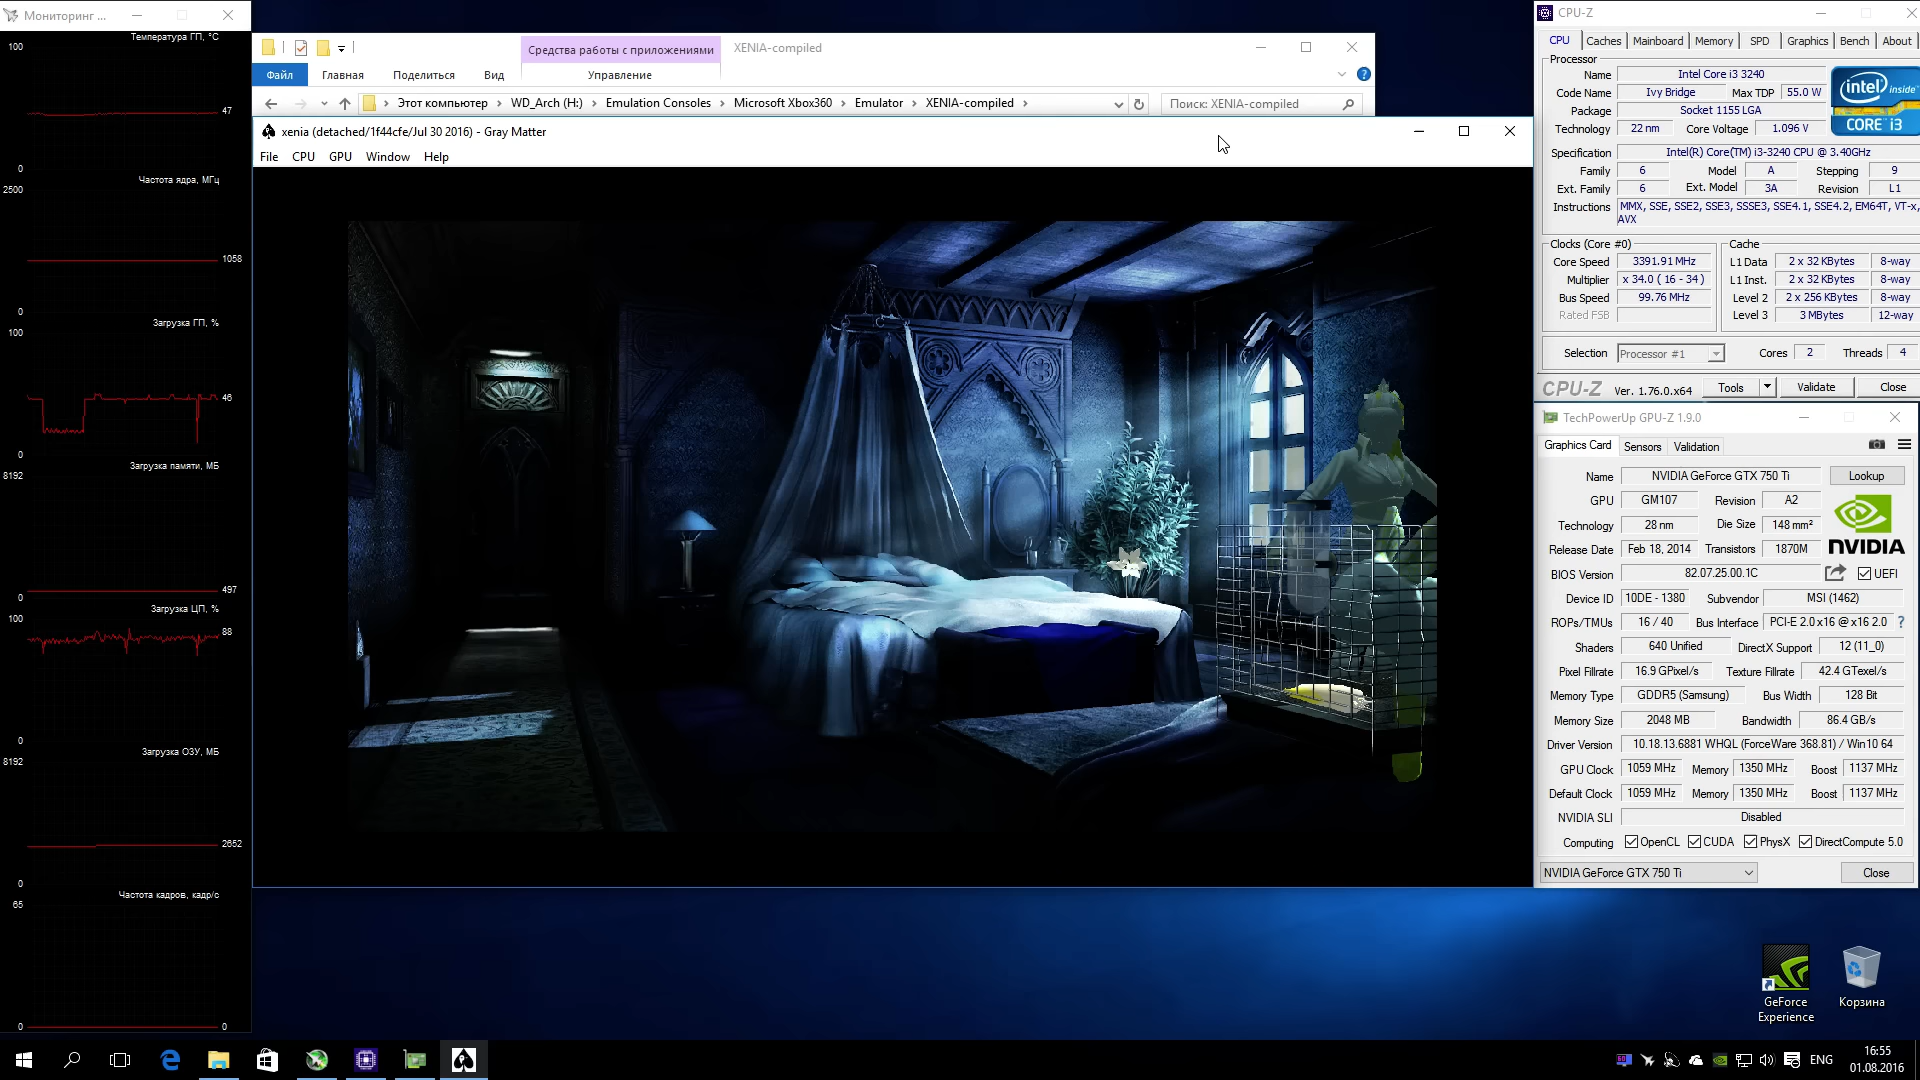 Мониторинг ...
Температура ГП, °C
100
47
0
Частота ядра, МГц
2500
1058
0
Загрузка ГП, %
100
46
0
Загрузка памяти, МБ
8192
497
0
Загрузка ЦП, %
100
88
0
Загрузка ОЗУ, МБ
8192
2652
0
Частота кадров, кадр/с
65
0
0
Средства работы с приложениями
XENIA-compiled
Файл
Главная
Поделиться
Вид
Управление
Этот компьютер
WD_Arch (H:)
Emulation Consoles
Microsoft Xbox360
Emulator
XENIA-compiled
Поиск: XENIA-compiled
xenia (detached/1f44cfe/Jul 30 2016) - Gray Matter
File CPU GPU Window Help
CPU-Z
CPU Caches Mainboard Memory SPD Graphics Bench About
Processor
Name Intel Core i3 3240
Code Name Ivy Bridge Max TDP 55.0 W
Package Socket 1155 LGA
Technology 22 nm Core Voltage 1.096 V
intel inside™
CORE i3
Specification Intel(R) Core(TM) i3-3240 CPU @ 3.40GHz
Family 6 Model A Stepping 9
Ext. Family 6 Ext. Model 3A Revision L1
Instructions MMX, SSE, SSE2, SSE3, SSSE3, SSE4.1, SSE4.2, EM64T, VT-x,
AVX
Clocks (Core #0)
Core Speed 3391.91 MHz
Multiplier x 34.0 ( 16 - 34 )
Bus Speed 99.76 MHz
Rated FSB
Cache
L1 Data 2 x 32 KBytes 8-way
L1 Inst. 2 x 32 KBytes 8-way
Level 2 2 x 256 KBytes 8-way
Level 3 3 MBytes 12-way
Selection Processor #1 Cores 2 Threads 4
CPU-Z Ver. 1.76.0.x64 Tools Validate Close
TechPowerUp GPU-Z 1.9.0
Graphics Card Sensors Validation
Name NVIDIA GeForce GTX 750 Ti Lookup
GPU GM107 Revision A2
Technology 28 nm Die Size 148 mm²
Release Date Feb 18, 2014 Transistors 1870M
NVIDIA
BIOS Version 82.07.25.00.1C UEFI
Device ID 10DE - 1380 Subvendor MSI (1462)
ROPs/TMUs 16 / 40 Bus Interface PCI-E 2.0 x16 @ x16 2.0 ?
Shaders 640 Unified DirectX Support 12 (11_0)
Pixel Fillrate 16.9 GPixel/s Texture Fillrate 42.4 GTexel/s
Memory Type GDDR5 (Samsung) Bus Width 128 Bit
Memory Size 2048 MB Bandwidth 86.4 GB/s
Driver Version 10.18.13.6881 WHQL (ForceWare 368.81) / Win10 64
GPU Clock 1059 MHz Memory 1350 MHz Boost 1137 MHz
Default Clock 1059 MHz Memory 1350 MHz Boost 1137 MHz
NVIDIA SLI Disabled
Computing OpenCL CUDA PhysX DirectCompute 5.0
NVIDIA GeForce GTX 750 Ti Close
GeForce
Experience
Корзина
ENG
16:55
01.08.2016